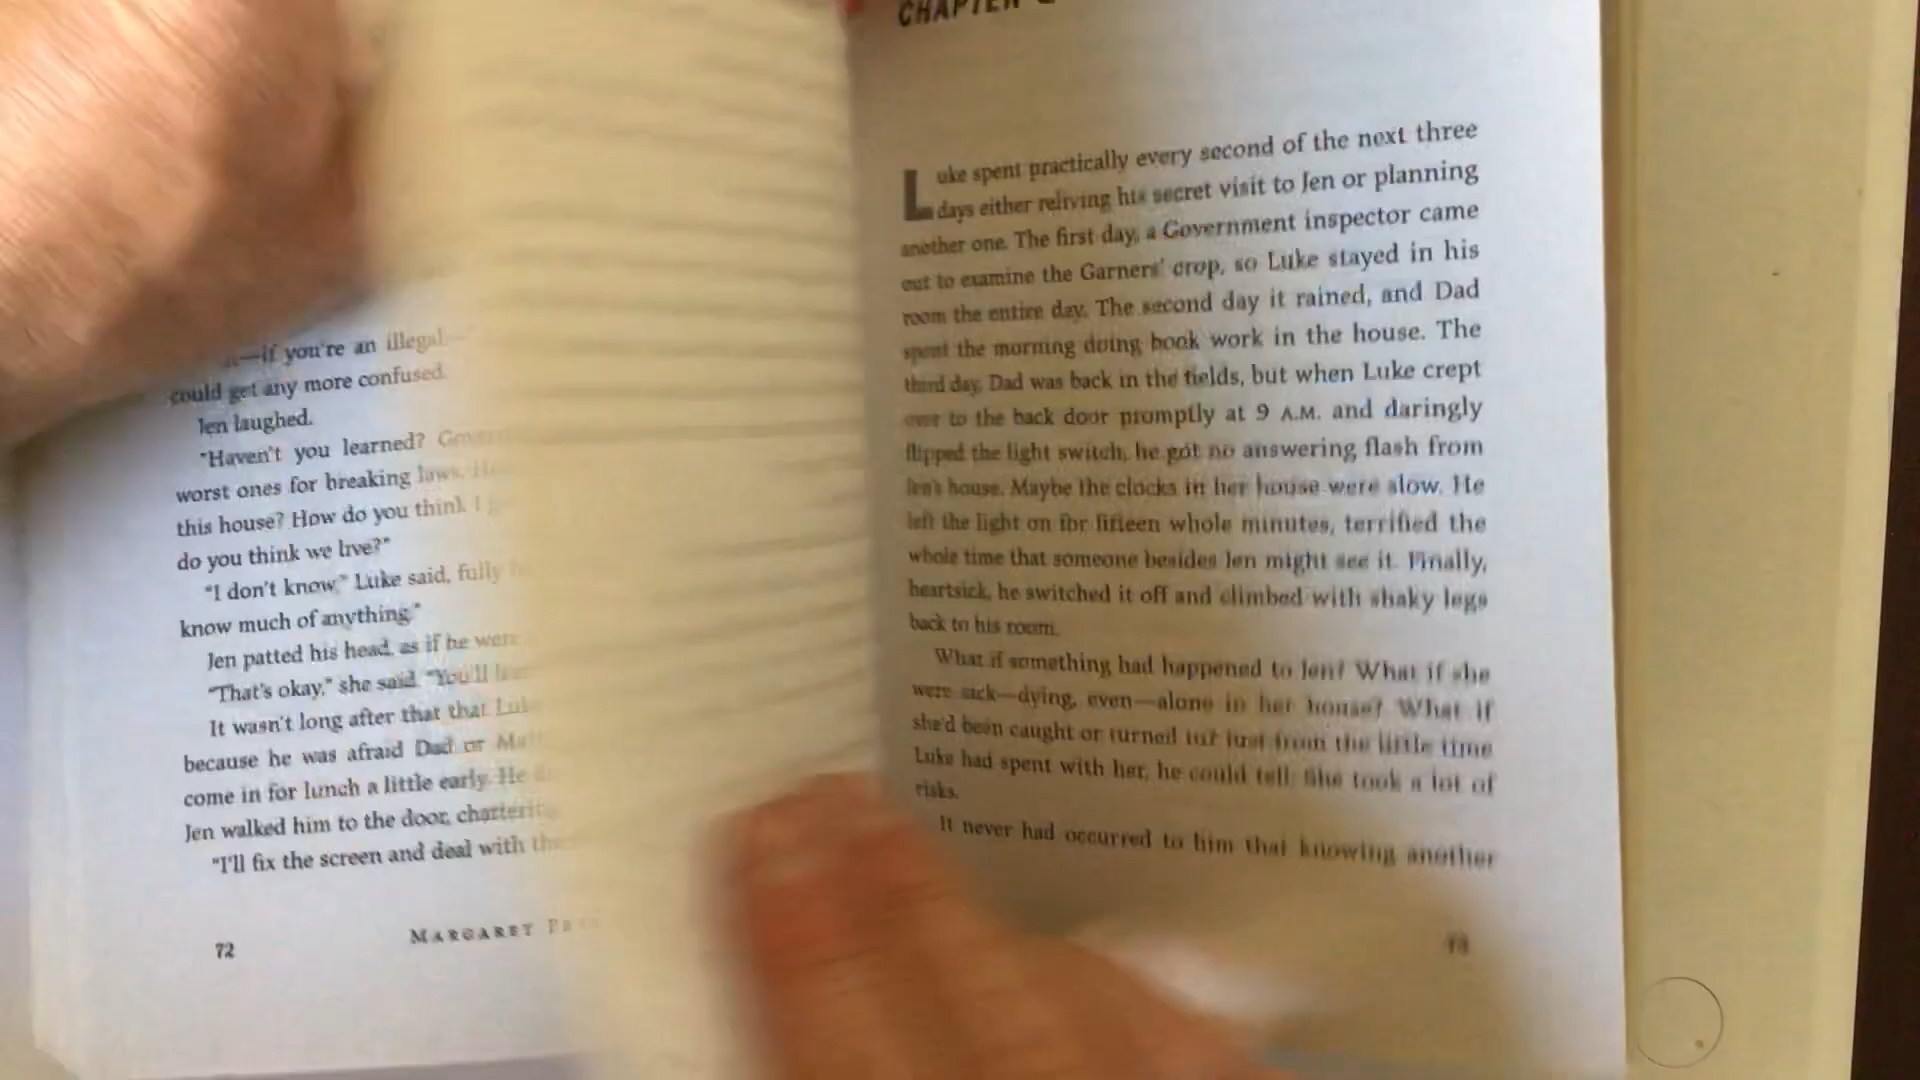 —if you're an illegal—
could get any more confused.
Jen laughed.
"Haven't you learned?
worst ones for breaking laws.
this house? How do you think I
do you think we live?"
"I don't know," Luke said, fully
know much of anything."
Jen patted his head, as if he were
"That's okay," she said. "You'll
It wasn't long after that that
because he was afraid Dad or
come in for lunch a little early. He
Jen walked him to the door, chattering
"I'll fix the screen and deal with
72
MARGARET
CHAPTER
Luke spent practically every second of the next three
days either reliving his secret visit to Jen or planning
another one. The first day, a Government inspector came
out to examine the Garners' crop, so Luke stayed in his
room the entire day. The second day it rained, and Dad
spent the morning doing book work in the house. The
third day, Dad was back in the fields, but when Luke crept
over to the back door promptly at 9 A.M. and daringly
flipped the light switch, he got no answering flash from
Jen's house. Maybe the clocks in her house were slow. He
left the light on for fifteen whole minutes, terrified the
whole time that someone besides Jen might see it. Finally,
heartsick, he switched it off and climbed with shaky legs
back to his room.
What if something had happened to Jen? What if she
were sick—dying, even—alone in her house? What if
she'd been caught or turned in? Just from the little time
Luke had spent with her, he could tell: She took a lot of
risks.
It never had occurred to him that knowing another
73